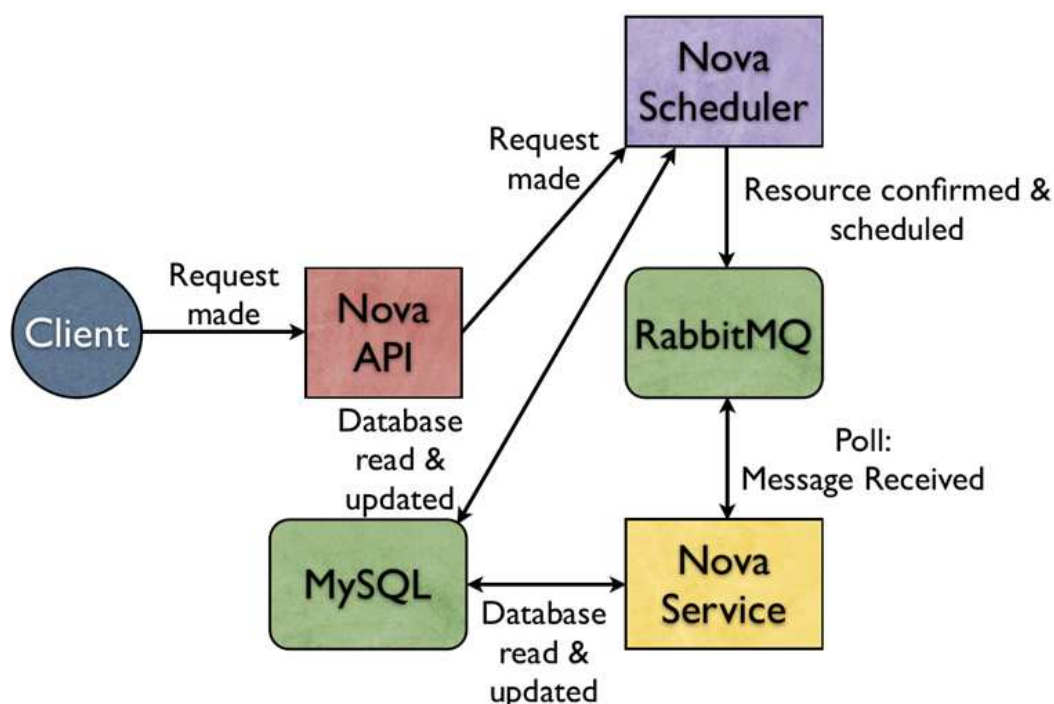 Nova
Scheduler
Request
made
Resource confirmed &
scheduled
Request
made
Client
Nova
API
RabbitMQ
Database
read &
updated
Poll:
Message Received
MySQL
Nova
Service
Database
read &
updated